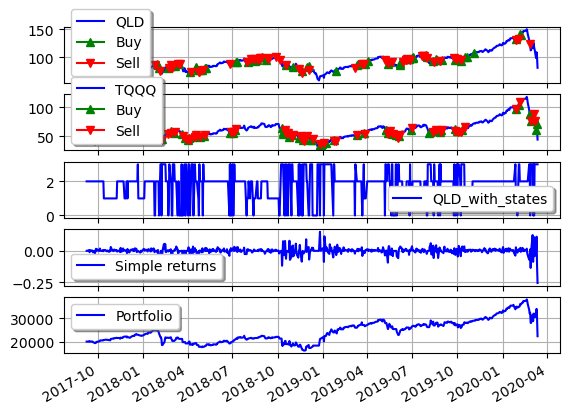 150
100
QLD
Buy
Sell
100
50
TQQQ
Buy
Sell
2
0
QLD_with_states
0.00
−0.25
Simple returns
30000
20000
Portfolio
2017-10 2018-01 2018-04 2018-07 2018-10 2019-01 2019-04 2019-07 2019-10 2020-01 2020-04